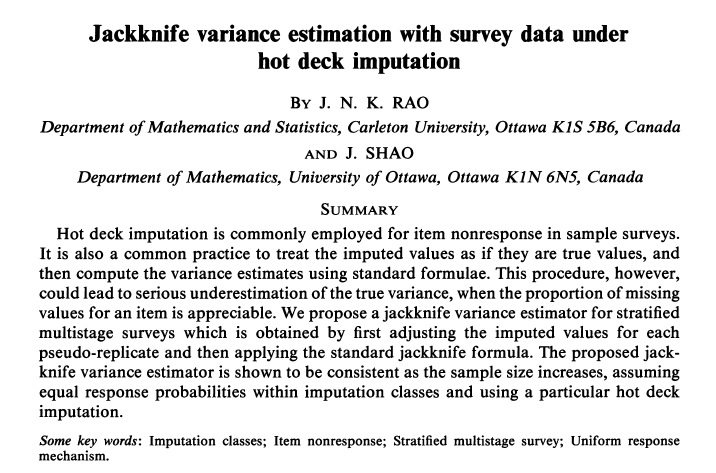 Jackknife variance estimation with survey data under
hot deck imputation
BY J. N. K. RAO
Department of Mathematics and Statistics, Carleton University, Ottawa K1S 5B6, Canada
AND J. SHAO
Department of Mathematics, University of Ottawa, Ottawa K1N 6N5, Canada
SUMMARY
Hot deck imputation is commonly employed for item nonresponse in sample surveys.
It is also a common practice to treat the imputed values as if they are true values, and
then compute the variance estimates using standard formulae. This procedure, however,
could lead to serious underestimation of the true variance, when the proportion of missing
values for an item is appreciable. We propose a jackknife variance estimator for stratified
multistage surveys which is obtained by first adjusting the imputed values for each
pseudo-replicate and then applying the standard jackknife formula. The proposed jack-
knife variance estimator is shown to be consistent as the sample size increases, assuming
equal response probabilities within imputation classes and using a particular hot deck
imputation.
Some key words: Imputation classes; Item nonresponse; Stratified multistage survey; Uniform response
mechanism.